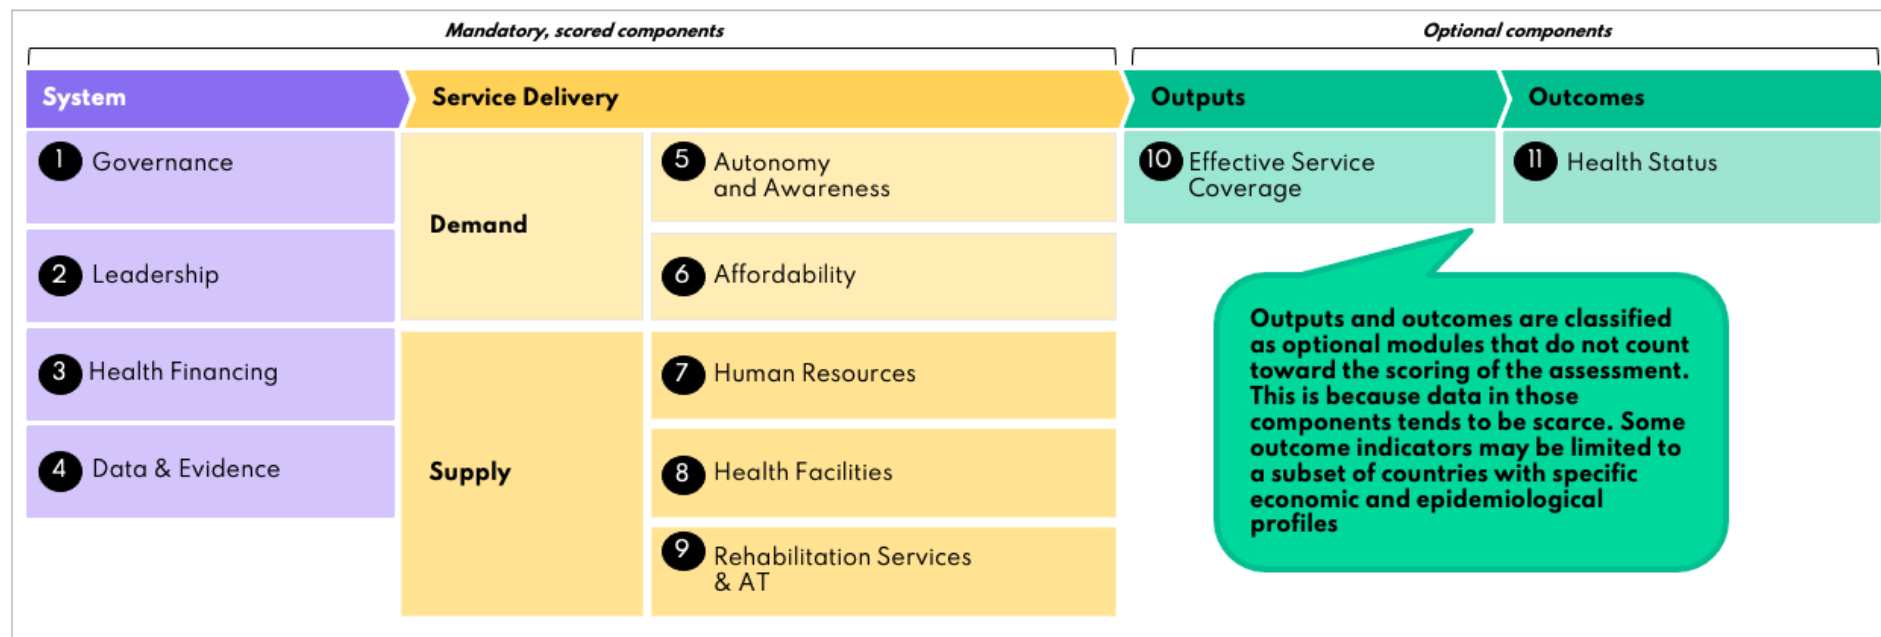 Mandatory, scored components
Optional components
System
Service Delivery
Outputs
Outcomes
1 Governance
2 Leadership
3 Health Financing
4 Data & Evidence
Demand
5 Autonomy
and Awareness
6 Affordability
Supply
7 Human Resources
8 Health Facilities
9 Rehabilitation Services
& AT
10 Effective Service
Coverage
11 Health Status
Outputs and outcomes are classified
as optional modules that do not count
toward the scoring of the assessment.
This is because data in those
components tends to be scarce. Some
outcome indicators may be limited to
a subset of countries with specific
economic and epidemiological
profiles